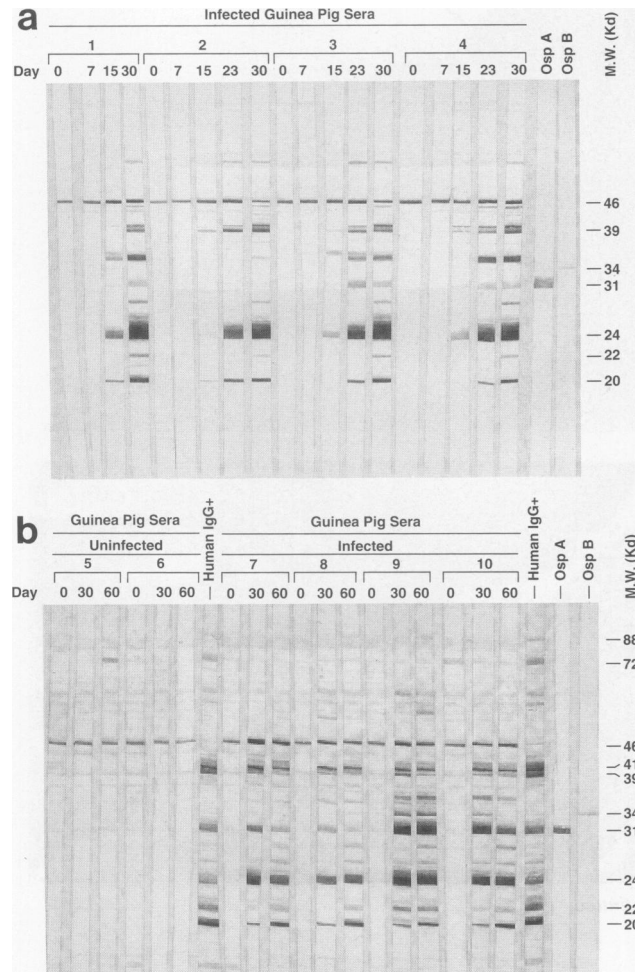 a
Infected Guinea Pig Sera
1 2 3 4
Day 0 7 15 30 0 7 15 23 30 0 7 15 23 30 0 7 15 23 30
Osp A
Osp B
M.W. (Kd)
46
39
34
31
24
22
20
b
Guinea Pig Sera
Uninfected
5 6
Human IgG+
Guinea Pig Sera
Infected
7 8 9 10
Human IgG+
Osp A
Osp B
M.W. (Kd)
Day 0 30 60 0 30 60 0 30 60 0 30 60 0 30 60 0 30 60
88
72
46
41
39
34
31
24
22
20